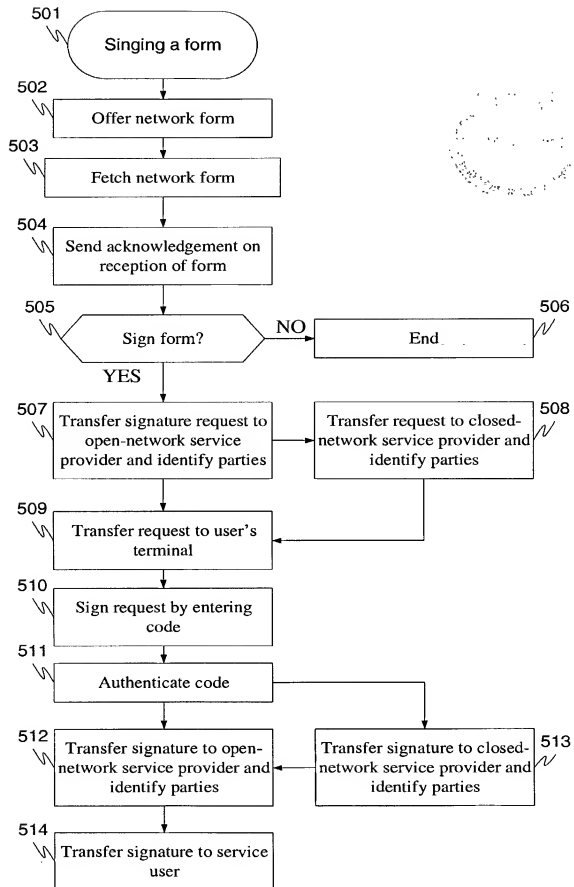 501
Singing a form
502
Offer network form
503
Fetch network form
504
Send acknowledgement on
reception of form
505
Sign form?
NO
506
End
YES
507
Transfer signature request to
open-network service
provider and identify parties
508
Transfer request to closed-
network service provider and
identify parties
509
Transfer request to user's
terminal
510
Sign request by entering
code
511
Authenticate code
512
Transfer signature to open-
network service provider and
identify parties
513
Transfer signature to closed-
network service provider and
identify parties
514
Transfer signature to service
user